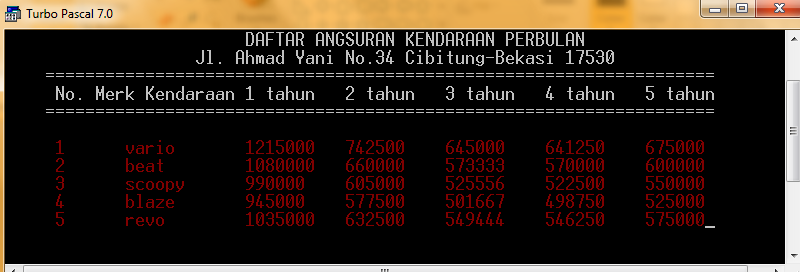 Turbo Pascal 7.0
DAFTAR ANGSURAN KENDARAAN PERBULAN
Jl. Ahmad Yani No.34 Cibitung-Bekasi 17530
===================================================================
No. Merk Kendaraan 1 tahun 2 tahun 3 tahun 4 tahun 5 tahun
===================================================================
1 vario 1215000 742500 645000 641250 675000
2 beat 1080000 660000 573333 570000 600000
3 scoopy 990000 605000 525556 522500 550000
4 blaze 945000 577500 501667 498750 525000
5 revo 1035000 632500 549444 546250 575000_